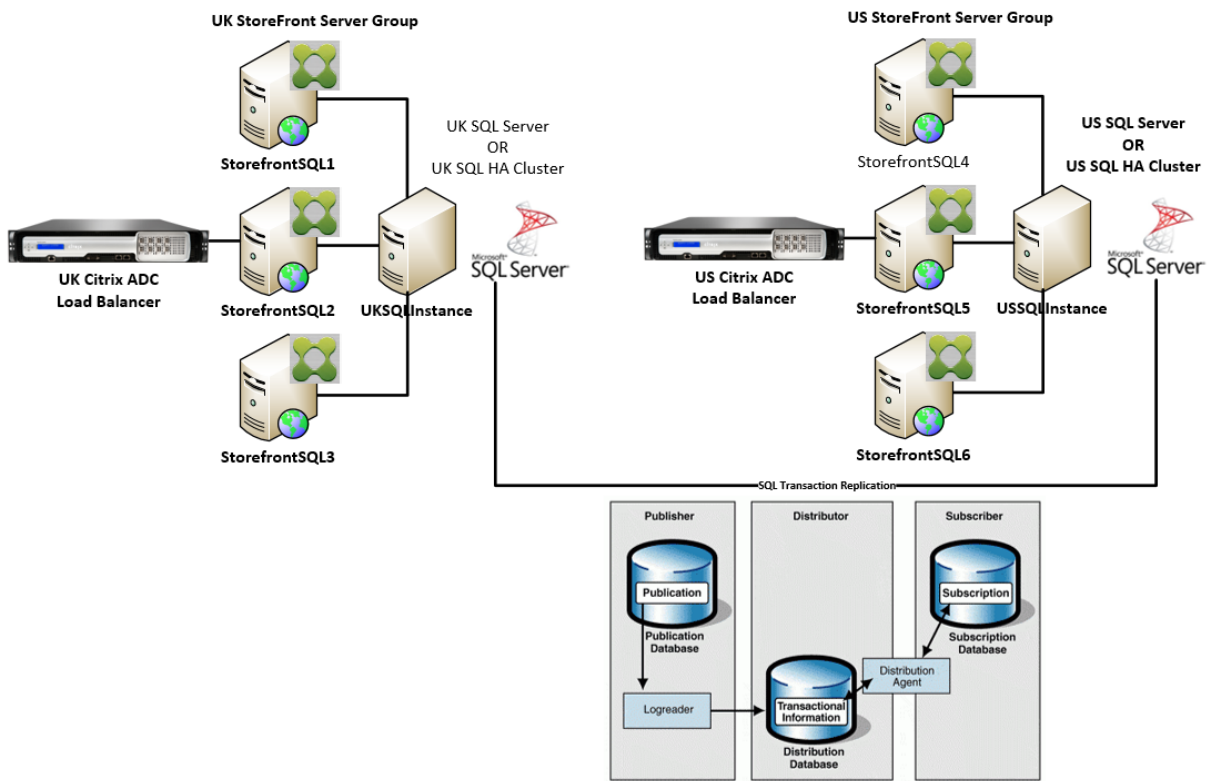 UK StoreFront Server Group
StorefrontSQL1
UK SQL Server
OR
UK SQL HA Cluster
UK Citrix ADC
Load Balancer
StorefrontSQL2
UKSQLInstance
Microsoft®
SQL Server
StorefrontSQL3
US StoreFront Server Group
StorefrontSQL4
US SQL Server
OR
US SQL HA Cluster
US Citrix ADC
Load Balancer
StorefrontSQL5
USSQLInstance
Microsoft®
SQL Server
StorefrontSQL6
SQL Transaction Replication
Publisher
Publication
Publication
Database
Logreader
Distributor
Transactional
Information
Distribution
Database
Distribution
Agent
Subscriber
Subscription
Subscription
Database